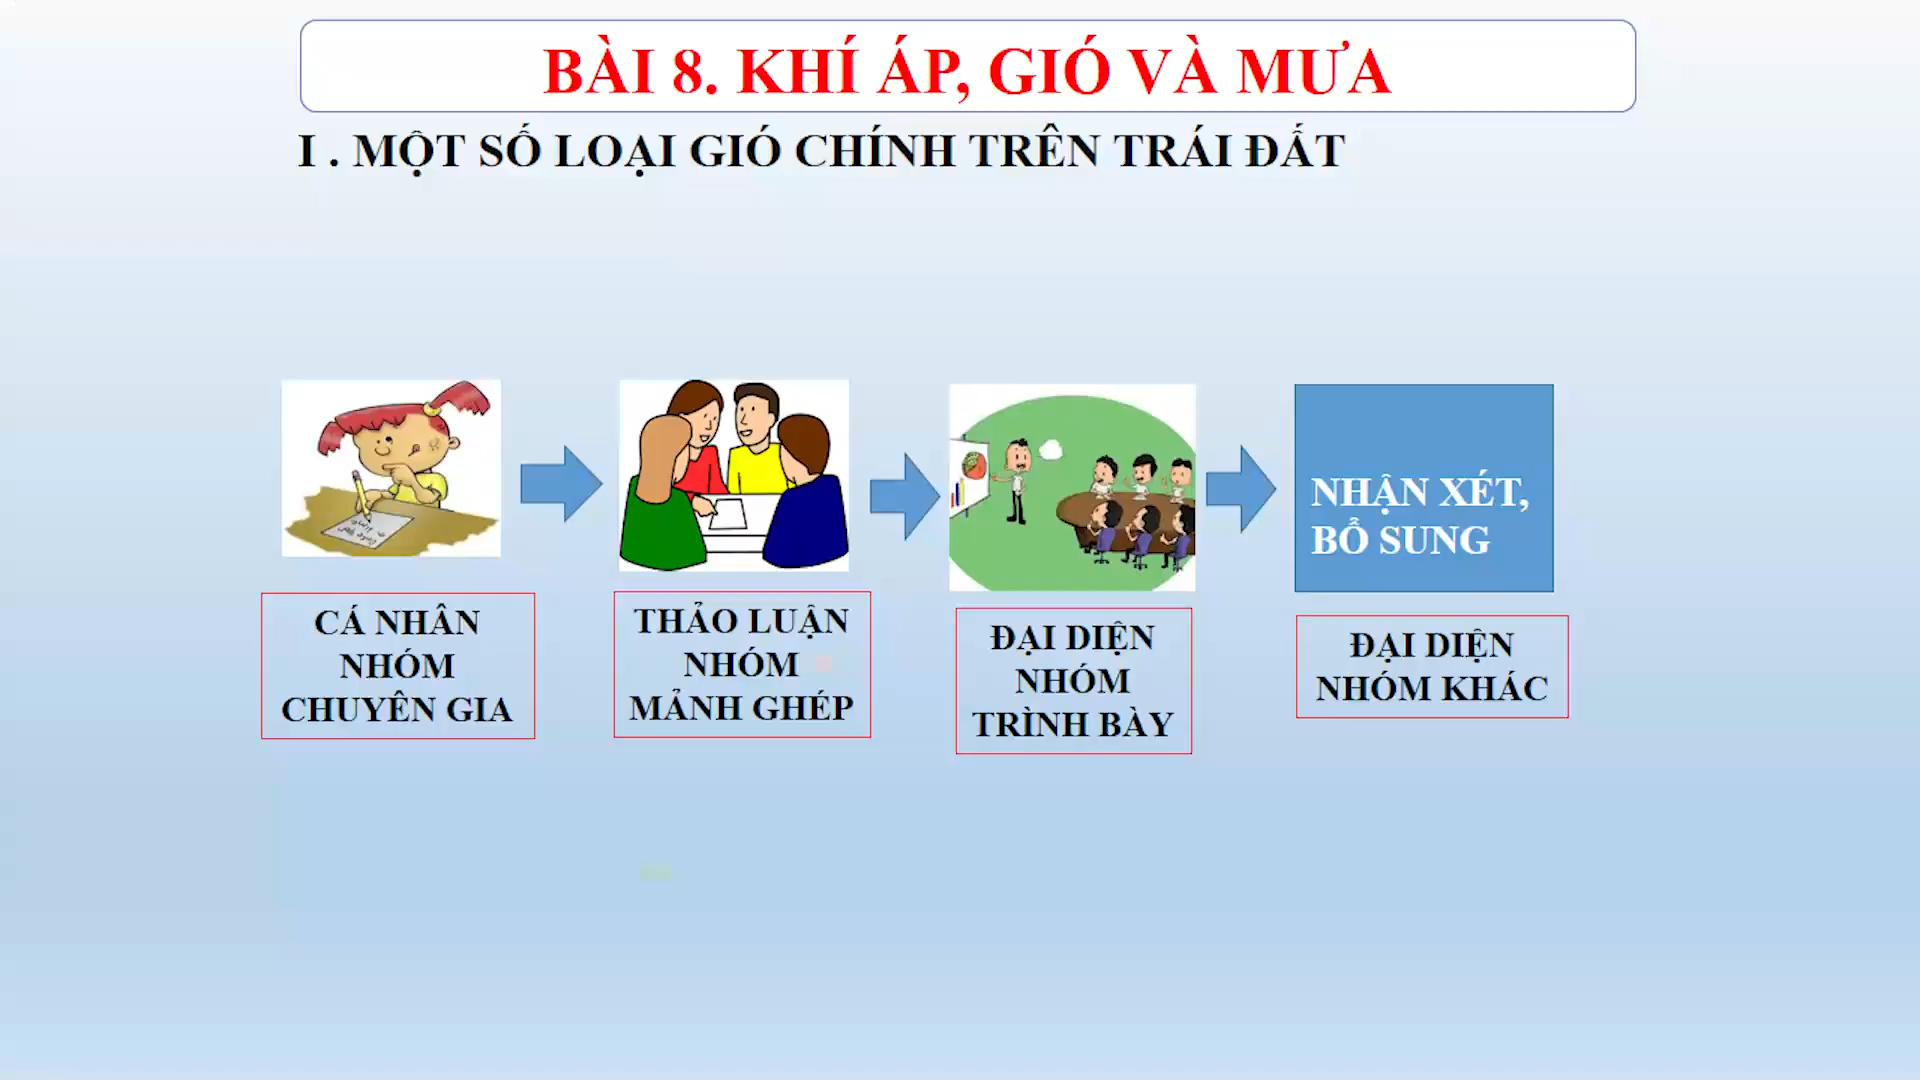 BÀI 8. KHÍ ÁP, GIÓ VÀ MƯA
I . MỘT SỐ LOẠI GIÓ CHÍNH TRÊN TRÁI ĐẤT
NHẬN XÉT,
BỔ SUNG
CÁ NHÂN
NHÓM
CHUYÊN GIA
THẢO LUẬN
NHÓM
MẢNH GHÉP
ĐẠI DIỆN
NHÓM
TRÌNH BÀY
ĐẠI DIỆN
NHÓM KHÁC